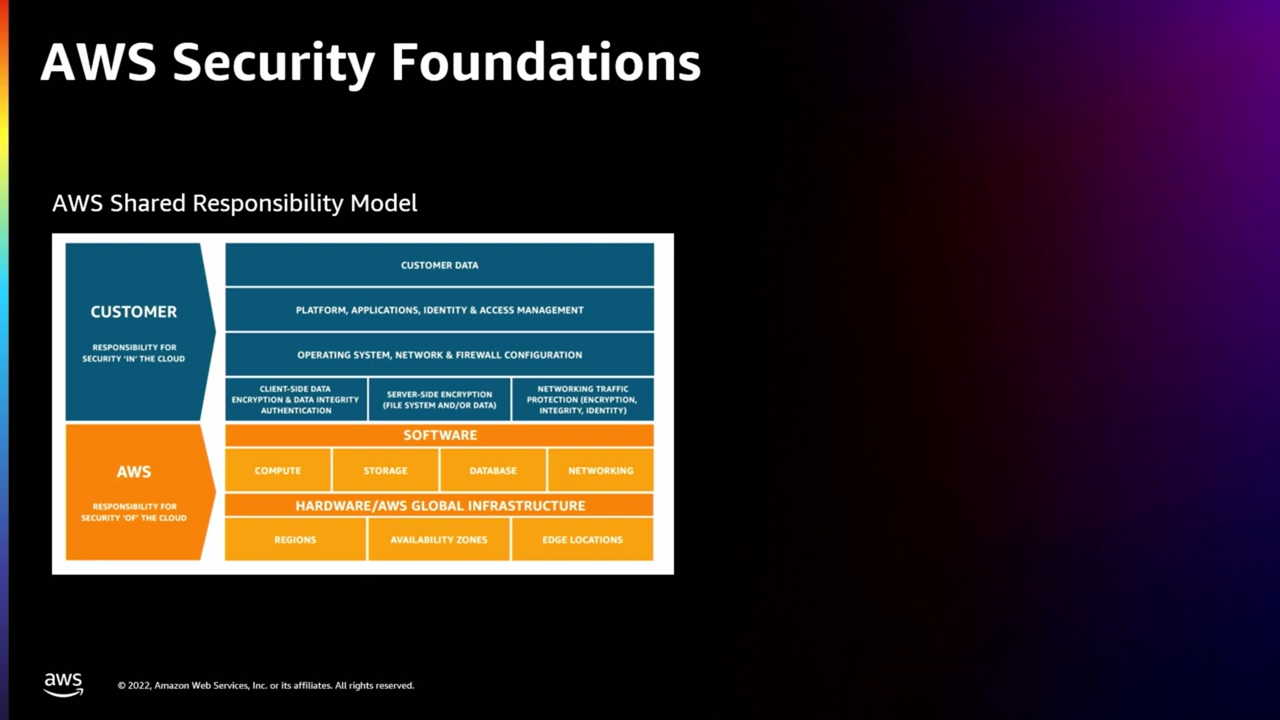 AWS Security Foundations
AWS Shared Responsibility Model
CUSTOMER
RESPONSIBILITY FOR
SECURITY 'IN' THE CLOUD
CUSTOMER DATA
PLATFORM, APPLICATIONS, IDENTITY & ACCESS MANAGEMENT
OPERATING SYSTEM, NETWORK & FIREWALL CONFIGURATION
CLIENT-SIDE DATA
ENCRYPTION & DATA INTEGRITY
AUTHENTICATION
SERVER-SIDE ENCRYPTION
(FILE SYSTEM AND/OR DATA)
NETWORKING TRAFFIC
PROTECTION (ENCRYPTION,
INTEGRITY, IDENTITY)
AWS
RESPONSIBILITY FOR
SECURITY 'OF' THE CLOUD
SOFTWARE
COMPUTE
STORAGE
DATABASE
NETWORKING
HARDWARE/AWS GLOBAL INFRASTRUCTURE
REGIONS
AVAILABILITY ZONES
EDGE LOCATIONS
aws
© 2022, Amazon Web Services, Inc. or its affiliates. All rights reserved.